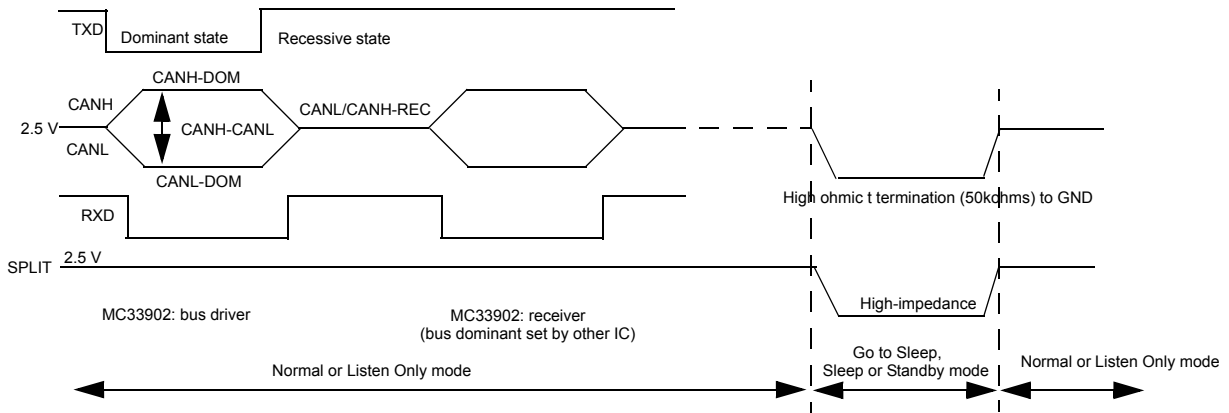 TXD
Dominant state
Recessive state
CANH-DOM
CANH
CANL/CANH-REC
2.5 V
CANH-CANL
CANL
CANL-DOM
High ohmic t termination (50kohms) to GND
RXD
2.5 V
SPLIT
High-impedance
MC33902: bus driver
MC33902: receiver
(bus dominant set by other IC)
Go to Sleep,
Sleep or Standby mode
Normal or Listen Only mode
Normal or Listen Only mode